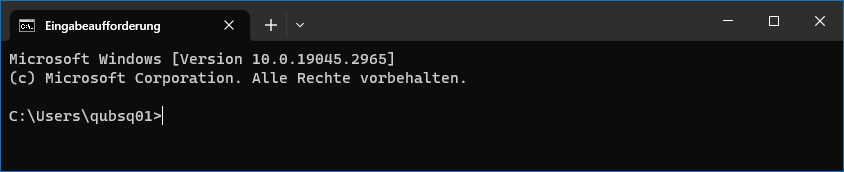 Eingabeaufforderung
Microsoft Windows [Version 10.0.19045.2965]
(c) Microsoft Corporation. Alle Rechte vorbehalten.
C:\Users\qubsq01>